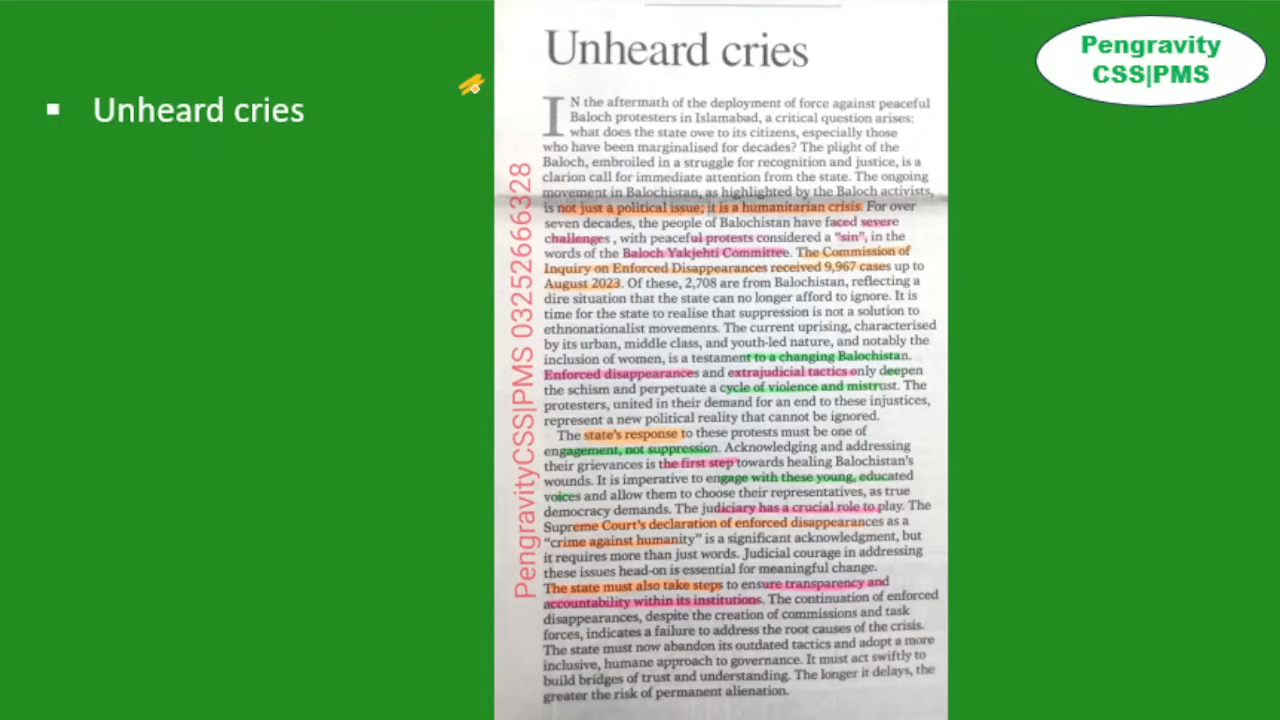 Unheard cries
Pengravity
CSS|PMS
▪ Unheard cries
PengravityCSS|PMS 03252666328
IN the aftermath of the deployment of force against peaceful
Baloch protesters in Islamabad, a critical question arises:
what does the state owe to its citizens, especially those
who have been marginalised for decades? The plight of the
Baloch, embroiled in a struggle for recognition and justice, is a
clarion call for immediate attention from the state. The ongoing
movement in Balochistan, as highlighted by the Baloch activists,
is not just a political issue; it is a humanitarian crisis. For over
seven decades, the people of Balochistan have faced severe
challenges, with peaceful protests considered a “sin”, in the
words of the Baloch Yakjehti Committee. The Commission of
Inquiry on Enforced Disappearances received 9,967 cases up to
August 2023. Of these, 2,708 are from Balochistan, reflecting a
dire situation that the state can no longer afford to ignore. It is
time for the state to realise that suppression is not a solution to
ethnonationalist movements. The current uprising, characterised
by its urban, middle class, and youth-led nature, and notably the
inclusion of women, is a testament to a changing Balochistan.
Enforced disappearances and extrajudicial tactics only deepen
the schism and perpetuate a cycle of violence and mistrust. The
protesters, united in their demand for an end to these injustices,
represent a new political reality that cannot be ignored.
The state’s response to these protests must be one of
engagement, not suppression. Acknowledging and addressing
their grievances is the first step towards healing Balochistan’s
wounds. It is imperative to engage with these young, educated
voices and allow them to choose their representatives, as true
democracy demands. The judiciary has a crucial role to play. The
Supreme Court’s declaration of enforced disappearances as a
“crime against humanity” is a significant acknowledgment, but
it requires more than just words. Judicial courage in addressing
these issues head-on is essential for meaningful change.
The state must also take steps to ensure transparency and
accountability within its institutions. The continuation of enforced
disappearances, despite the creation of commissions and task
forces, indicates a failure to address the root causes of the crisis.
The state must now abandon its outdated tactics and adopt a more
inclusive, humane approach to governance. It must act swiftly to
build bridges of trust and understanding. The longer it delays, the
greater the risk of permanent alienation.